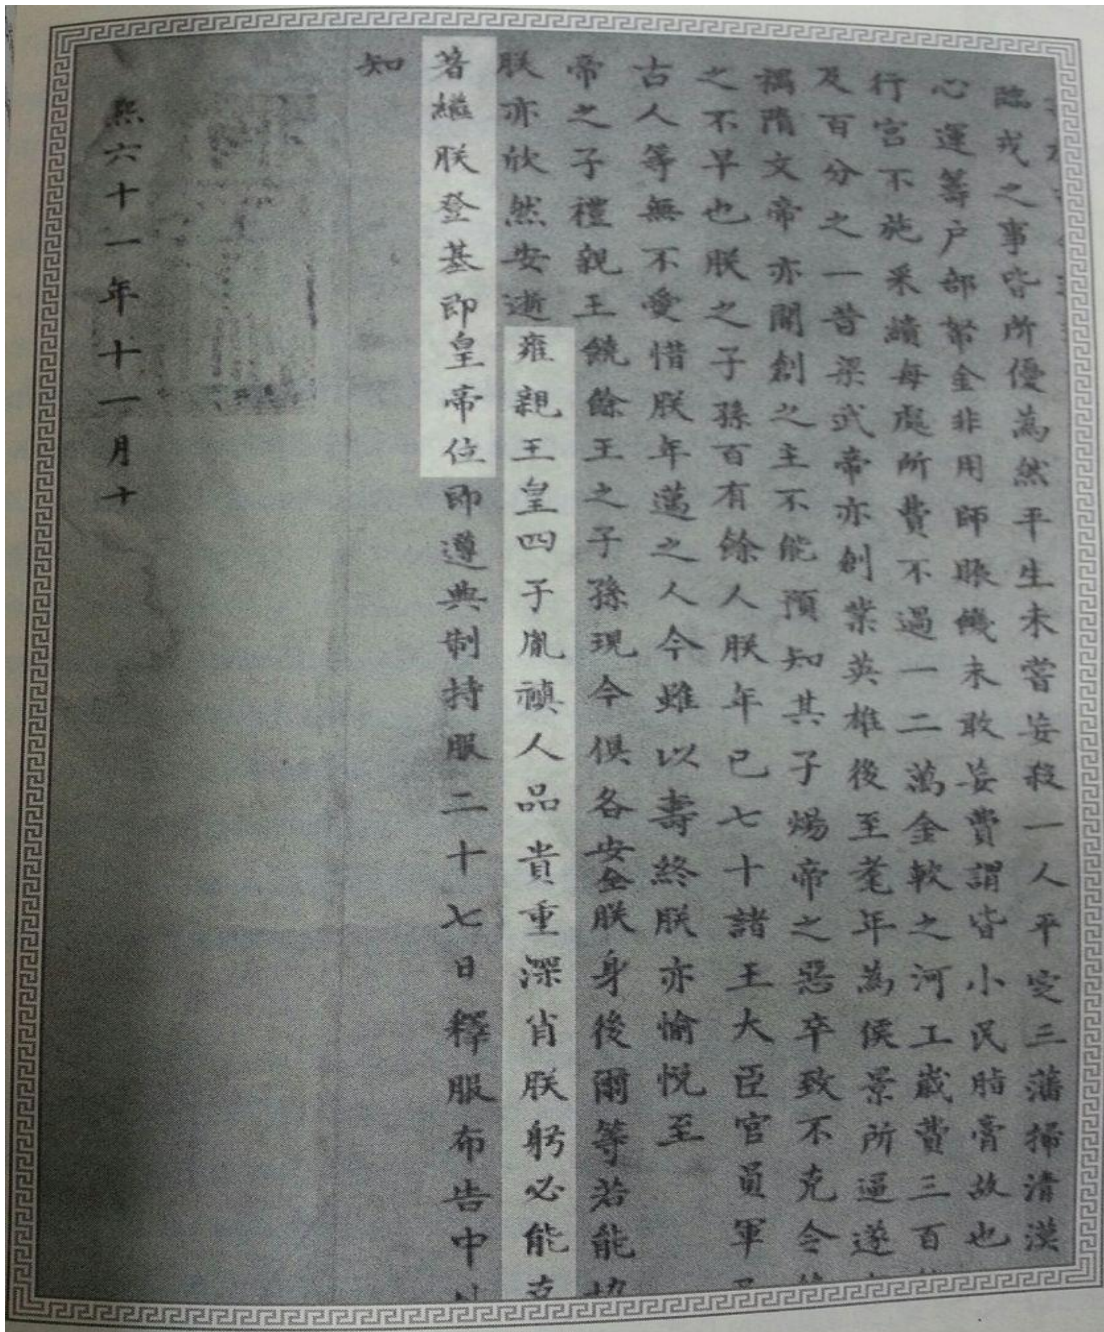 臨戎之事皆所優為然平生未嘗妄殺一人平定三藩掃清漠
心運籌户部帑金非用師賑饑未敢妄費謂皆小民脂膏故也
行宮不施采繢每處所費不過一二萬金較之河工歲費三百
及百分之一昔梁武帝亦創業英雄後至耄年為侯景所逼遂
禍隋文帝亦開創之主不能預知其子煬帝之惡卒致不克令
之不早也朕之子孫百有餘人朕年已七十諸王大臣官員軍
古人等無不愛惜朕年邁之人今雖以壽終朕亦愉悅至
帝之子禮親王饒餘王之子孫現今俱各安全朕身後爾等若能
朕亦欣然安逝雍親王皇四子胤禛人品貴重深肖朕躬必能克
著繼朕登基即皇帝位即遵典制持服二十七日釋服布告中
知
熙六十一年十一月十